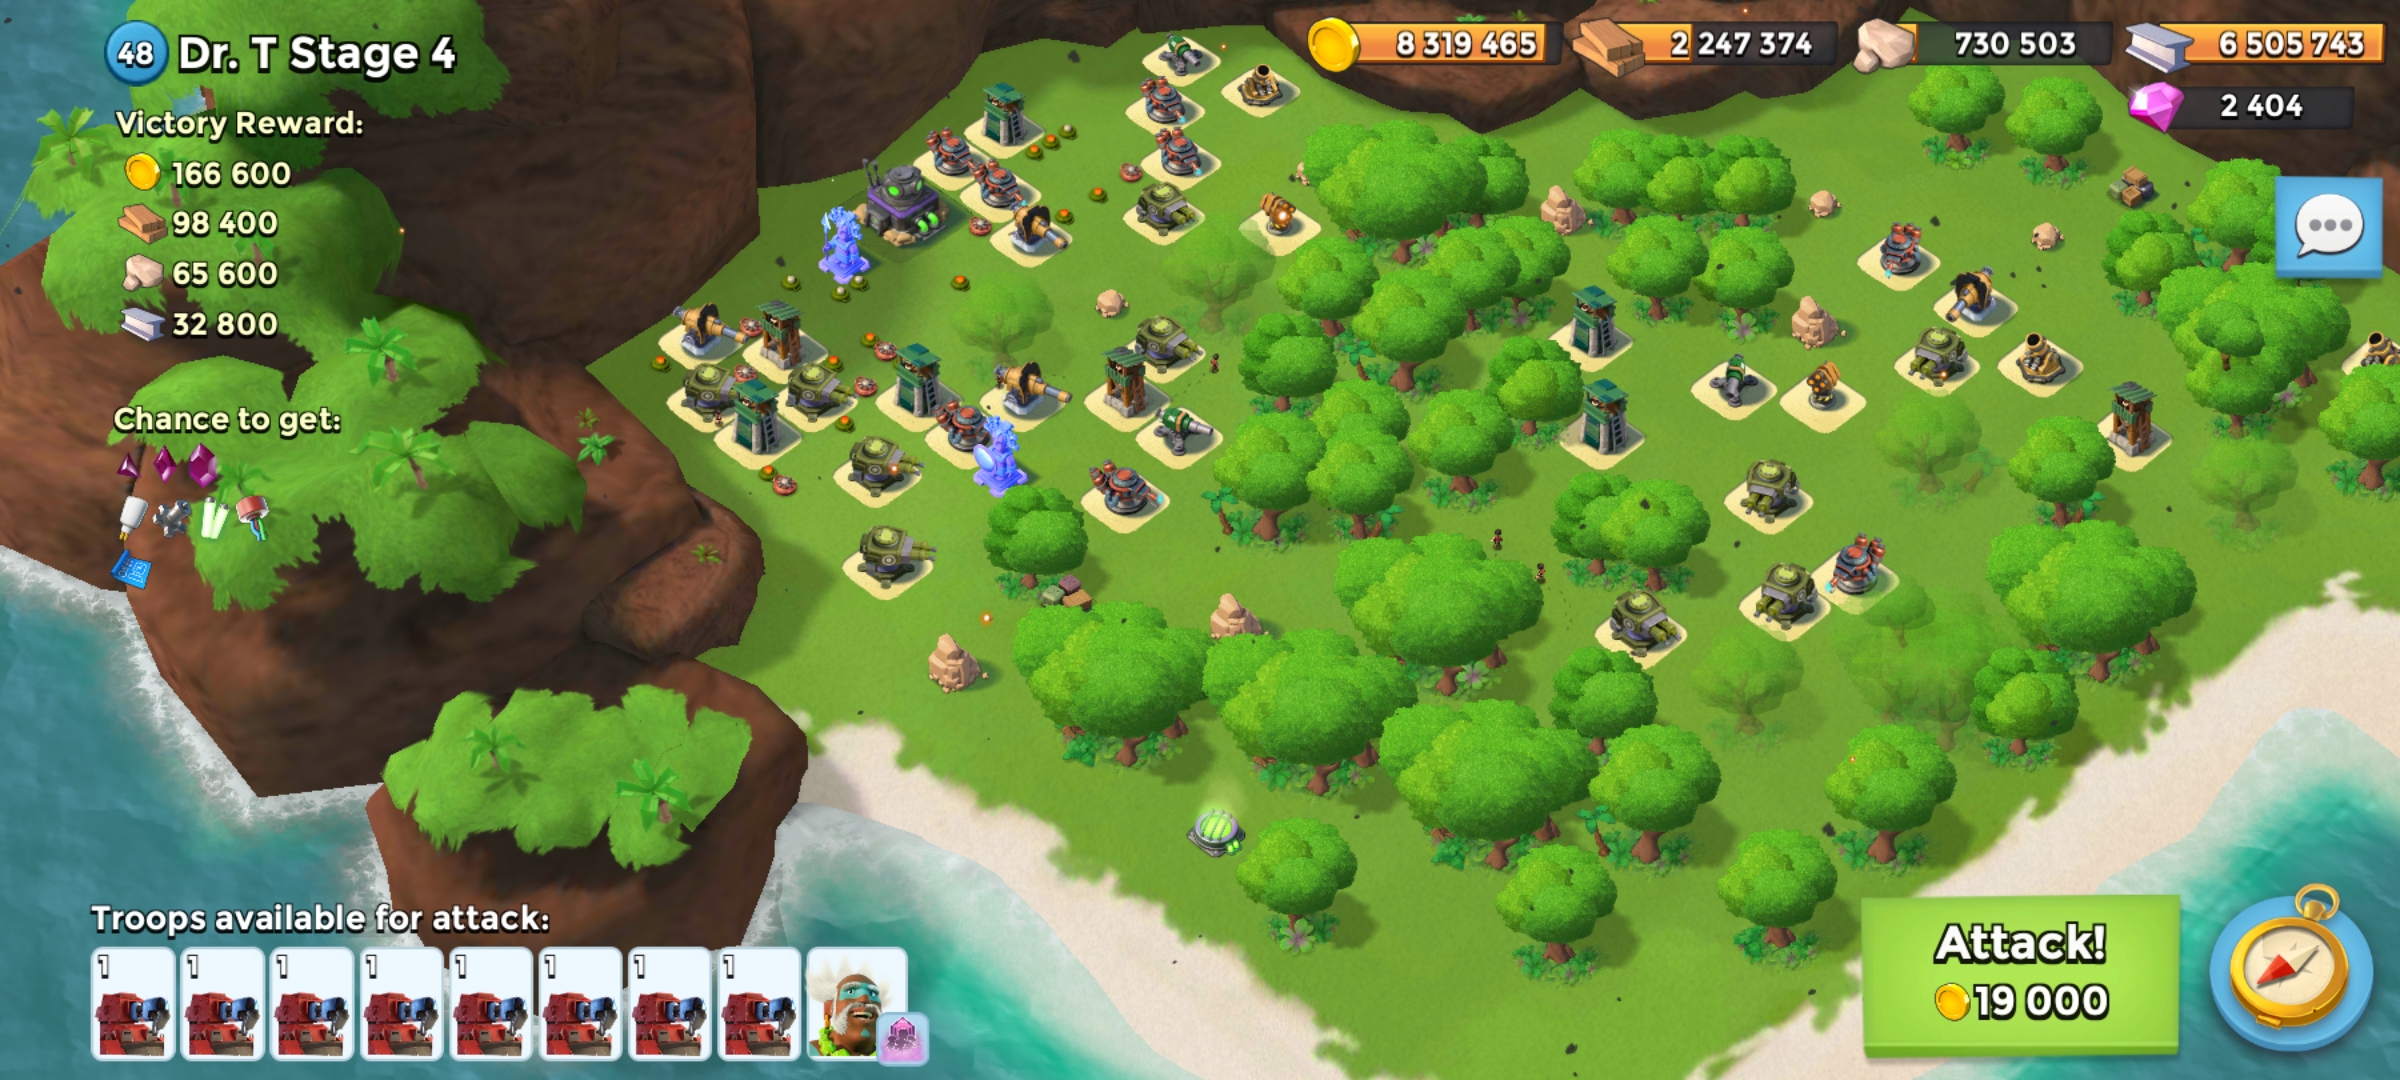 48 Dr. T Stage 4
8 319 465
2 247 374
730 503
6 505 743
2 404
Victory Reward:
166 600
98 400
65 600
32 800
Chance to get:
Troops available for attack:
1 1 1 1 1 1 1 1
Attack!
19 000